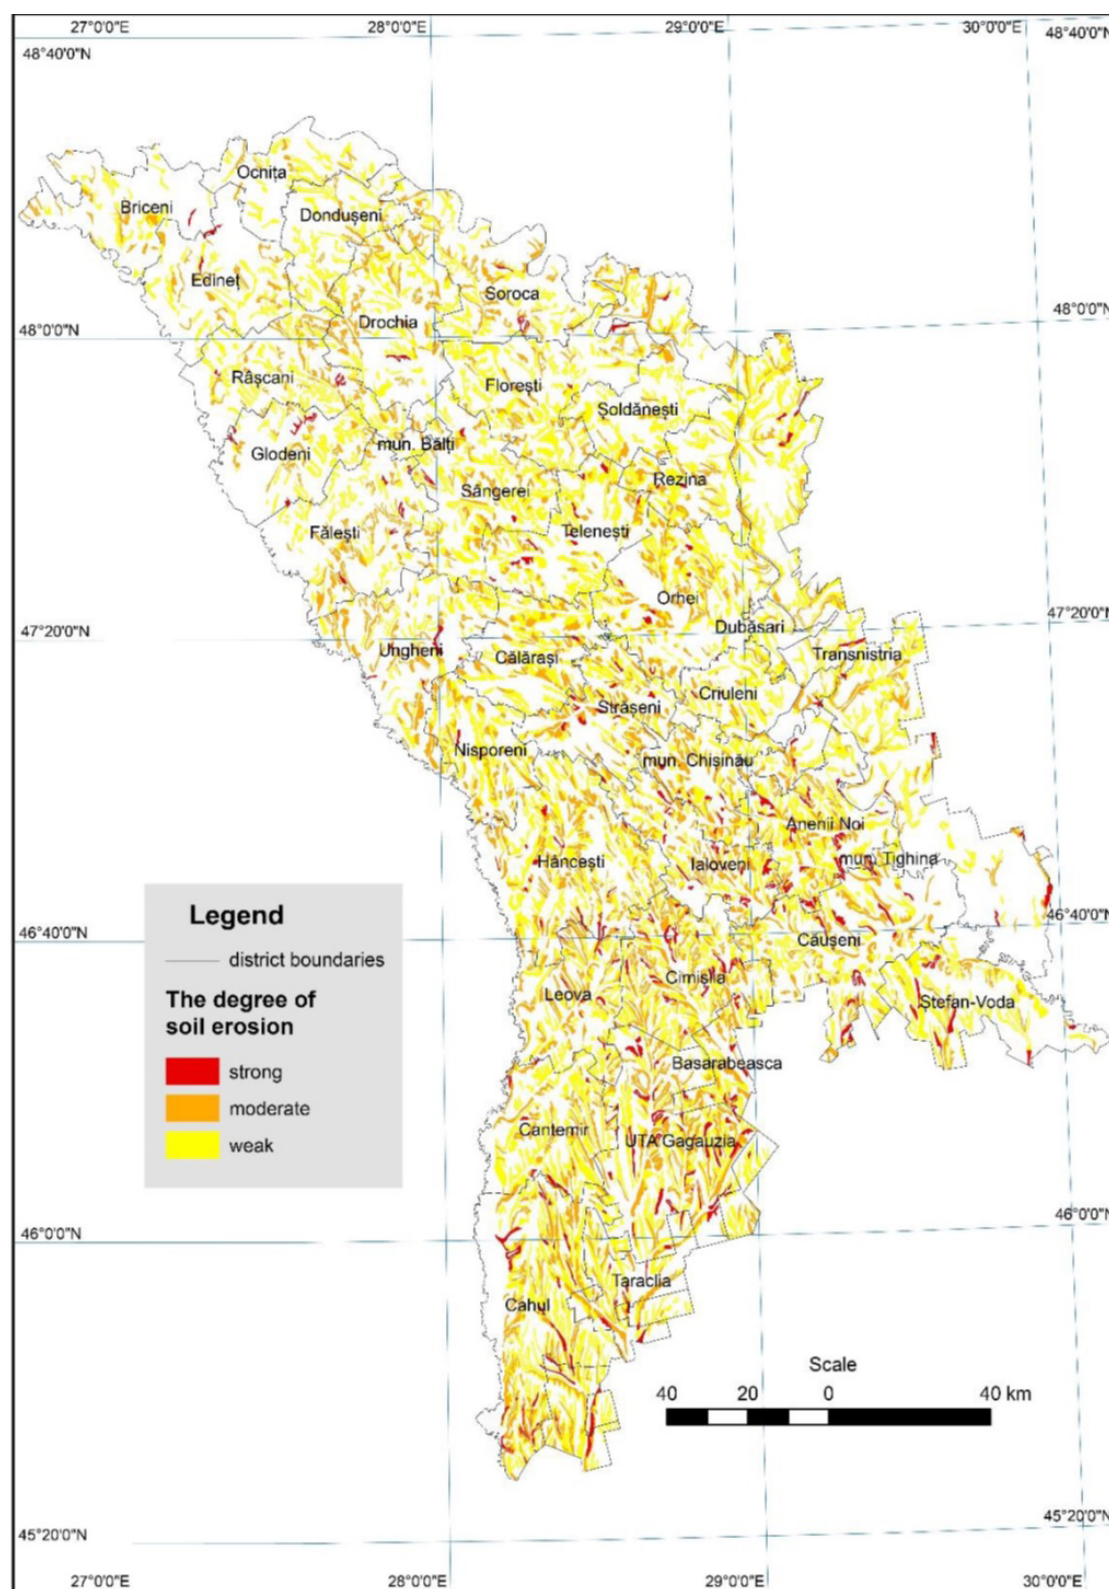 27°0'0"E 28°0'0"E 29°0'0"E 30°0'0"E
48°40'0"N 48°40'0"N
Ocnița
Briceni
Dondușeni
Edineț
Soroca
Drochia
48°0'0"N 48°0'0"N
Râșcani
Florești
Șoldănești
mun. Bălți
Glodeni
Rezina
Sângerei
Fălești
Telenești
Orhei
47°20'0"N 47°20'0"N
Dubăsari
Ungheni
Transnistria
Călărași
Criuleni
Strășeni
Nisporeni
mun. Chișinău
Anenii Noi
Hâncești
Ialoveni
mun. Tighina
Legend
46°40'0"N 46°40'0"N
Căușeni
district boundaries
Cimișlia
Leova
Ștefan-Voda
The degree of
soil erosion
Basarabeasca
strong
moderate
Cantemir
UTA Gagauzia
weak
46°0'0"N 46°0'0"N
Taraclia
Cahul
Scale
40 20 0 40 km
45°20'0"N 45°20'0"N
27°0'0"E 28°0'0"E 29°0'0"E 30°0'0"E